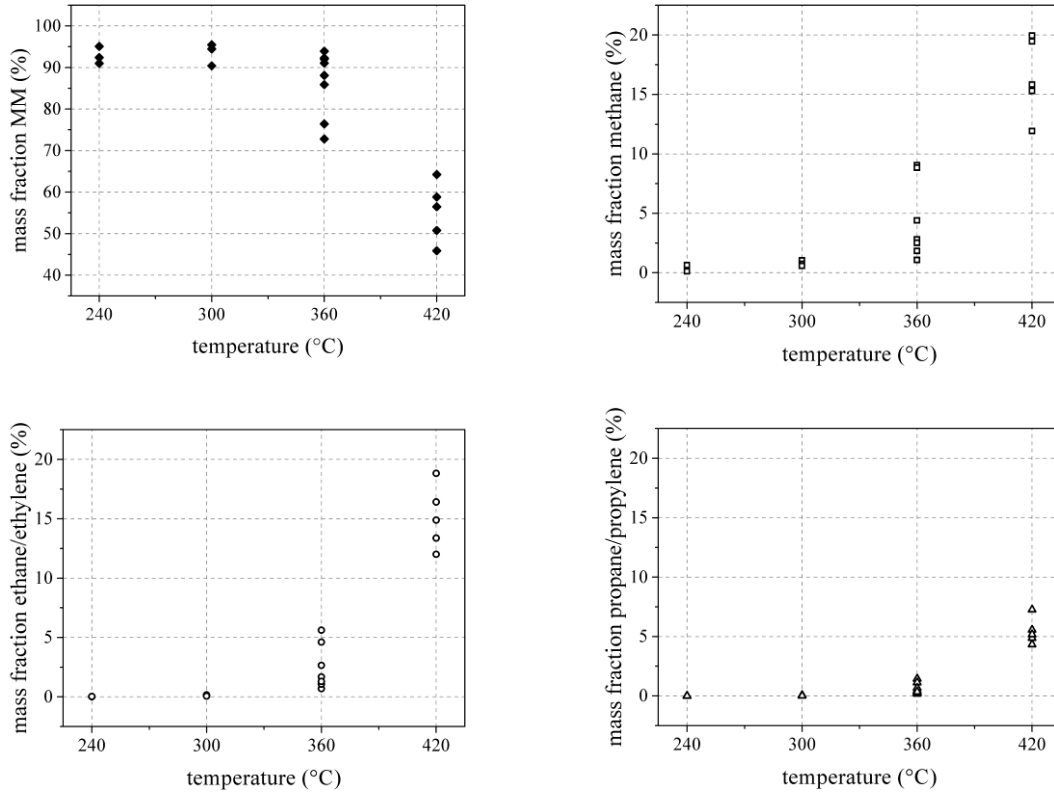 mass fraction MM (%)
100
90
80
70
60
50
40
240 300 360 420
temperature (°C)
mass fraction methane (%)
20
15
10
5
0
240 300 360 420
temperature (°C)
mass fraction ethane/ethylene (%)
20
15
10
5
0
240 300 360 420
temperature (°C)
mass fraction propane/propylene (%)
20
15
10
5
0
240 300 360 420
temperature (°C)